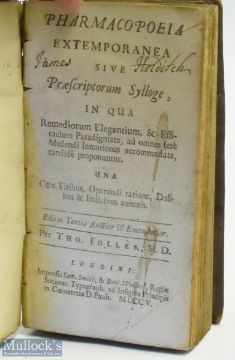 PHARMACOPOEIA
EXTEMPORANEA
SIVE
James Holditch
Præscriptorum Sylloge,
IN QUA
Remediorum Elegantium, & Effi-
cacium Paradigmata, ad omnes ferè
Medendi Intentiones accommodata,
candidè proponuntur.
UNA
Cum Viribus, Operandi ratione, Dosi-
bus & Indicibus annexis.
Editio Tertia Auctior & Emendatior.
Per THO. FULLER, M.D.
LONDINI:
Impensis Sam. Smith, & Benj. Walford, Regiæ
Societat. Typograph. ad Insignia Principis
in Cœmeterio D. Pauli. MDCCV.
Mullock's